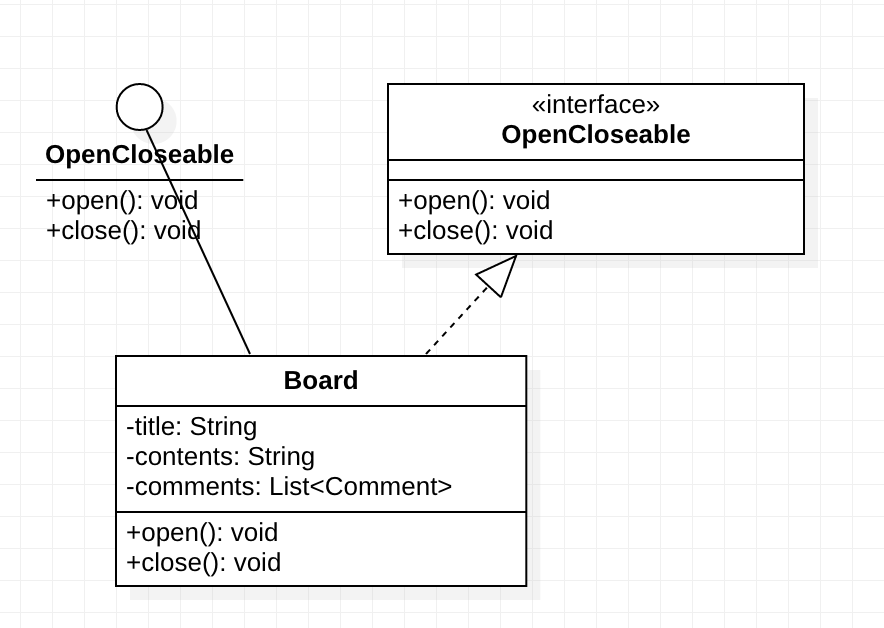 OpenCloseable
+open(): void
+close(): void
«interface»
OpenCloseable
+open(): void
+close(): void
Board
-title: String
-contents: String
-comments: List<Comment>
+open(): void
+close(): void